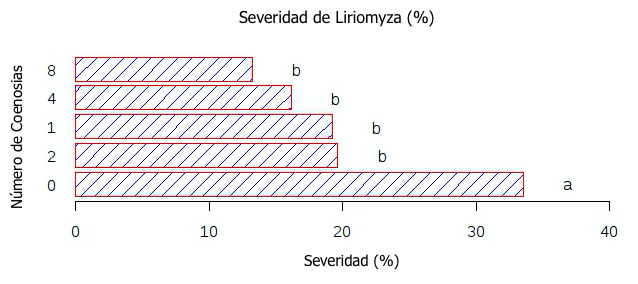 Severidad de Liriomyza (%)
Número de Coenosias
8 b
4 b
1 b
2 b
0 a
0 10 20 30 40
Severidad (%)